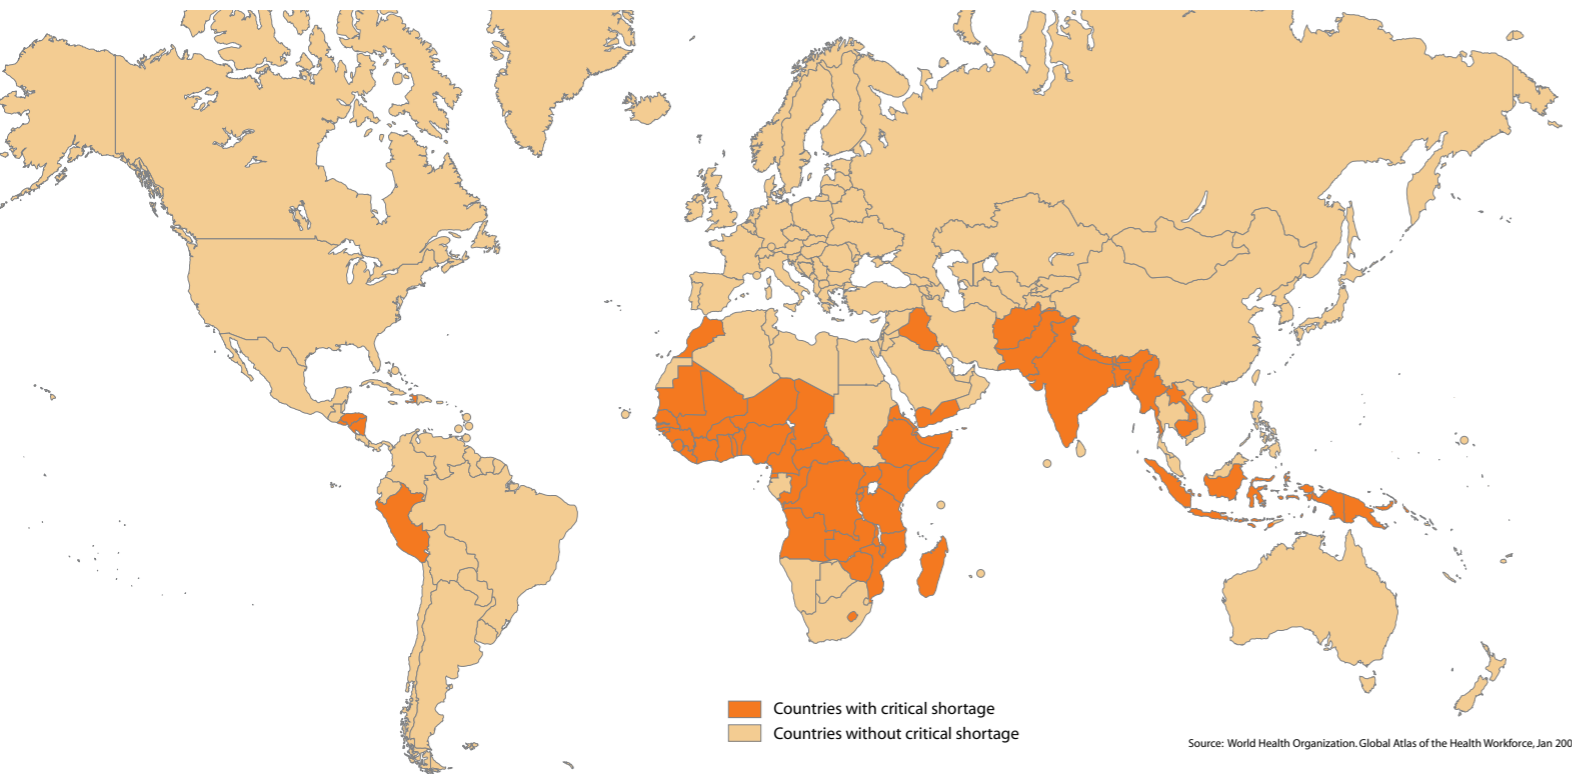 Countries with critical shortage
Countries without critical shortage
Source: World Health Organization. Global Atlas of the Health Workforce, Jan 200